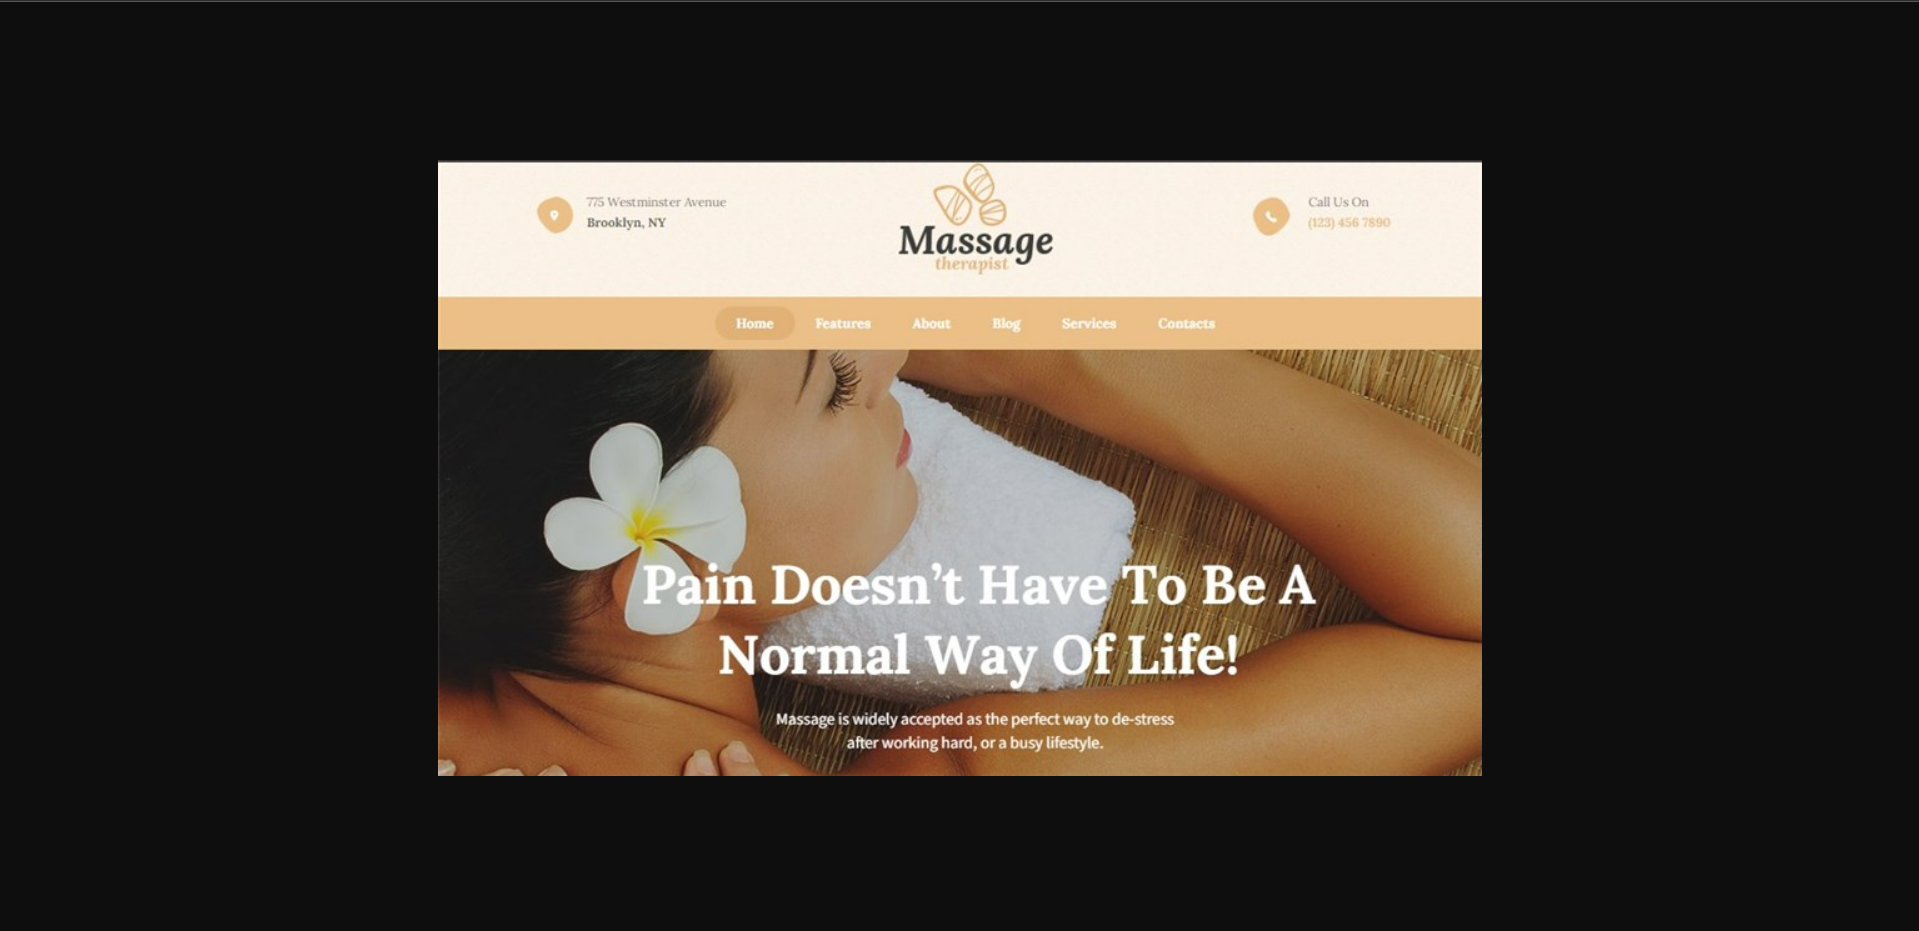 775 Westminster Avenue
Brooklyn, NY
Massage
therapist
Call Us On
(123) 456 7890
Home Features About Blog Services Contacts
Pain Doesn’t Have To Be A
Normal Way Of Life!
Massage is widely accepted as the perfect way to de-stress
after working hard, or a busy lifestyle.